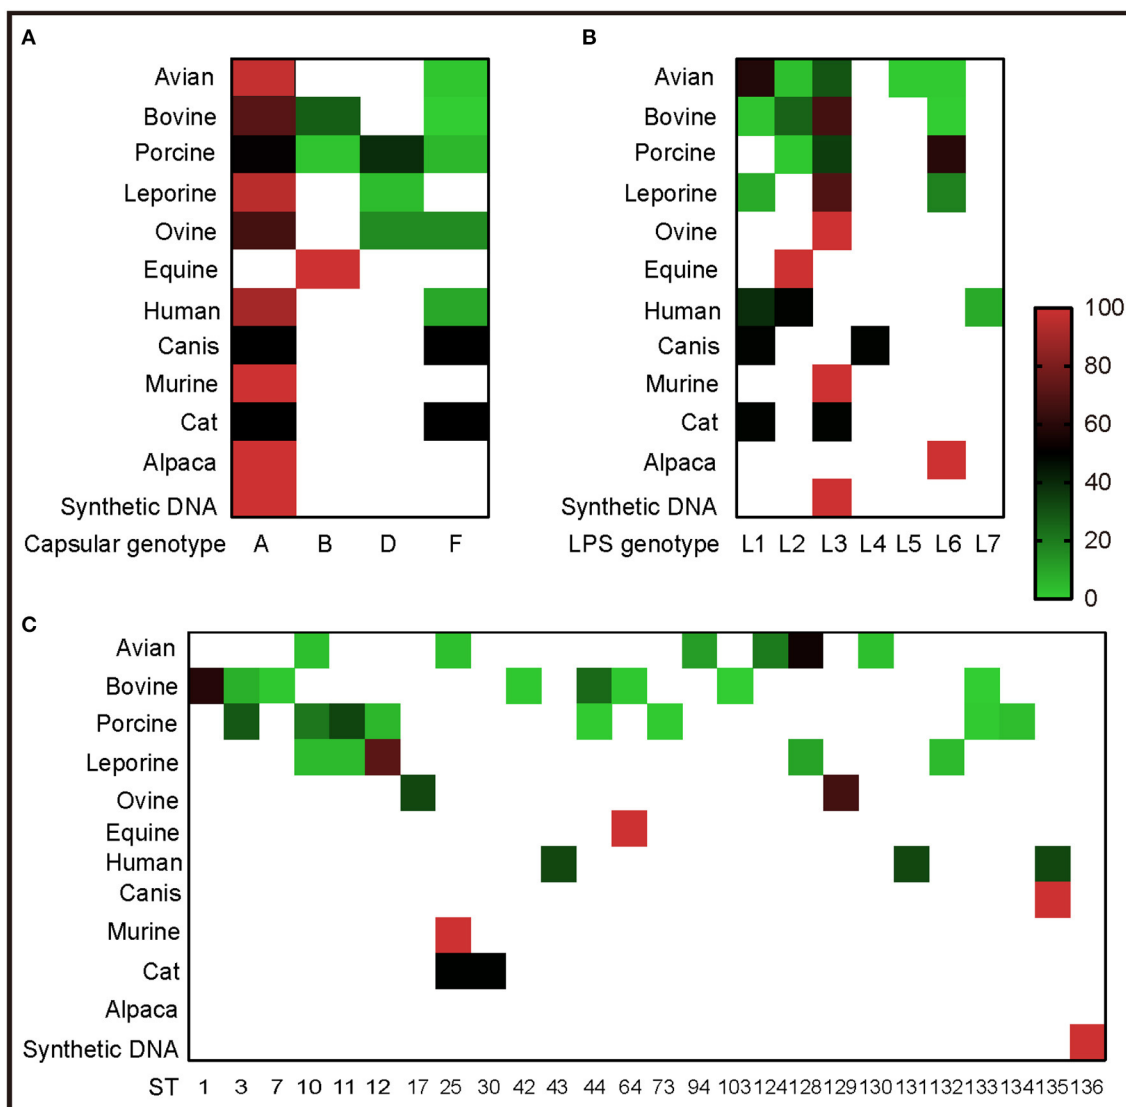 A
Avian
Bovine
Porcine
Leporine
Ovine
Equine
Human
Canis
Murine
Cat
Alpaca
Synthetic DNA
Capsular genotype A B D F
B
Avian
Bovine
Porcine
Leporine
Ovine
Equine
Human
Canis
Murine
Cat
Alpaca
Synthetic DNA
LPS genotype L1 L2 L3 L4 L5 L6 L7
100
80
60
40
20
0
C
Avian
Bovine
Porcine
Leporine
Ovine
Equine
Human
Canis
Murine
Cat
Alpaca
Synthetic DNA
ST 1 3 7 10 11 12 17 25 30 42 43 44 64 73 94 103 124 128 129 130 131 132 133 134 135 136